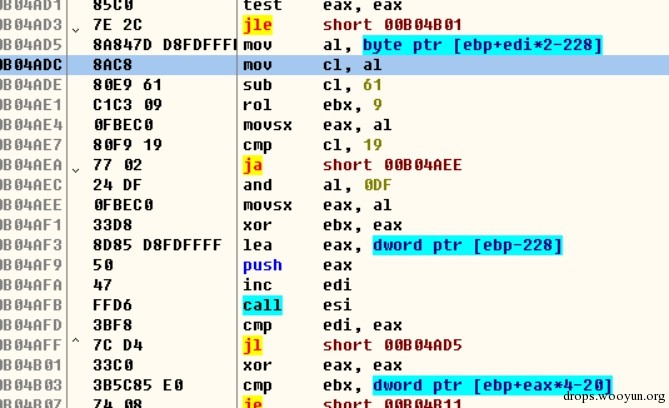 0B04AD1 85C0 test eax, eax
0B04AD3 7E 2C jle short 00B04B01
0B04AD5 8A847D D8FDFFFF mov al, byte ptr [ebp+edi*2-228]
0B04ADC 8AC8 mov cl, al
0B04ADE 80E9 61 sub cl, 61
0B04AE1 C1C3 09 rol ebx, 9
0B04AE4 0FBEC0 movsx eax, al
0B04AE7 80F9 19 cmp cl, 19
0B04AEA 77 02 ja short 00B04AEE
0B04AEC 24 DF and al, 0DF
0B04AEE 0FBEC0 movsx eax, al
0B04AF1 33D8 xor ebx, eax
0B04AF3 8D85 D8FDFFFF lea eax, dword ptr [ebp-228]
0B04AF9 50 push eax
0B04AFA 47 inc edi
0B04AFB FFD6 call esi
0B04AFD 3BF8 cmp edi, eax
0B04AFF 7C D4 jl short 00B04AD5
0B04B01 33C0 xor eax, eax
0B04B03 3B5C85 E0 cmp ebx, dword ptr [ebp+eax*4-20]
0B04B07 74 08 je short 00B04B11
drops.wooyun.org